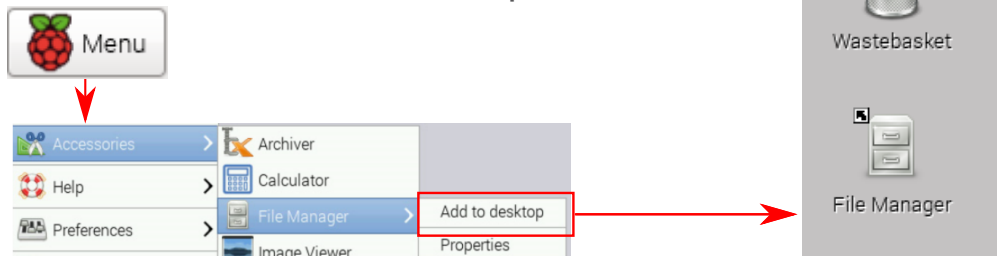 Menu
Wastebasket
Accessories
Archiver
Help
Calculator
File Manager
Add to desktop
File Manager
Preferences
Properties
Image Viewer